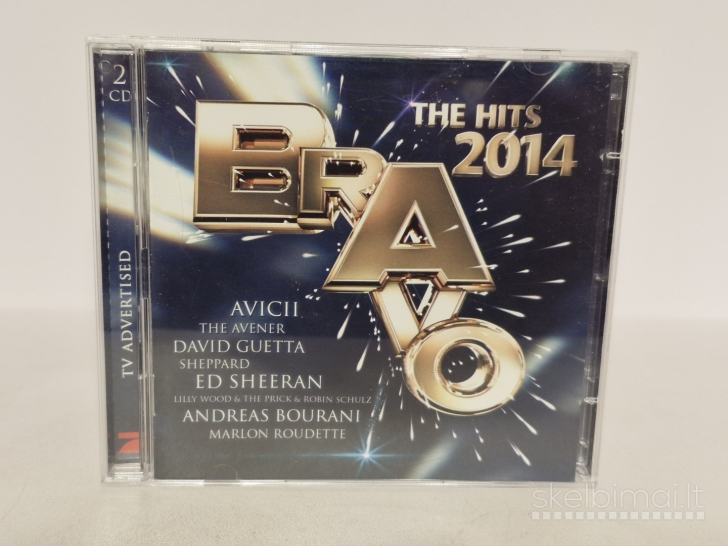 2
CD
TV ADVERTISED
BRAVO
THE HITS
2014
AVICII
THE AVENER
DAVID GUETTA
SHEPPARD
ED SHEERAN
LILLY WOOD & THE PRICK & ROBIN SCHULZ
ANDREAS BOURANI
MARLON ROUDETTE
skelbimai.lt